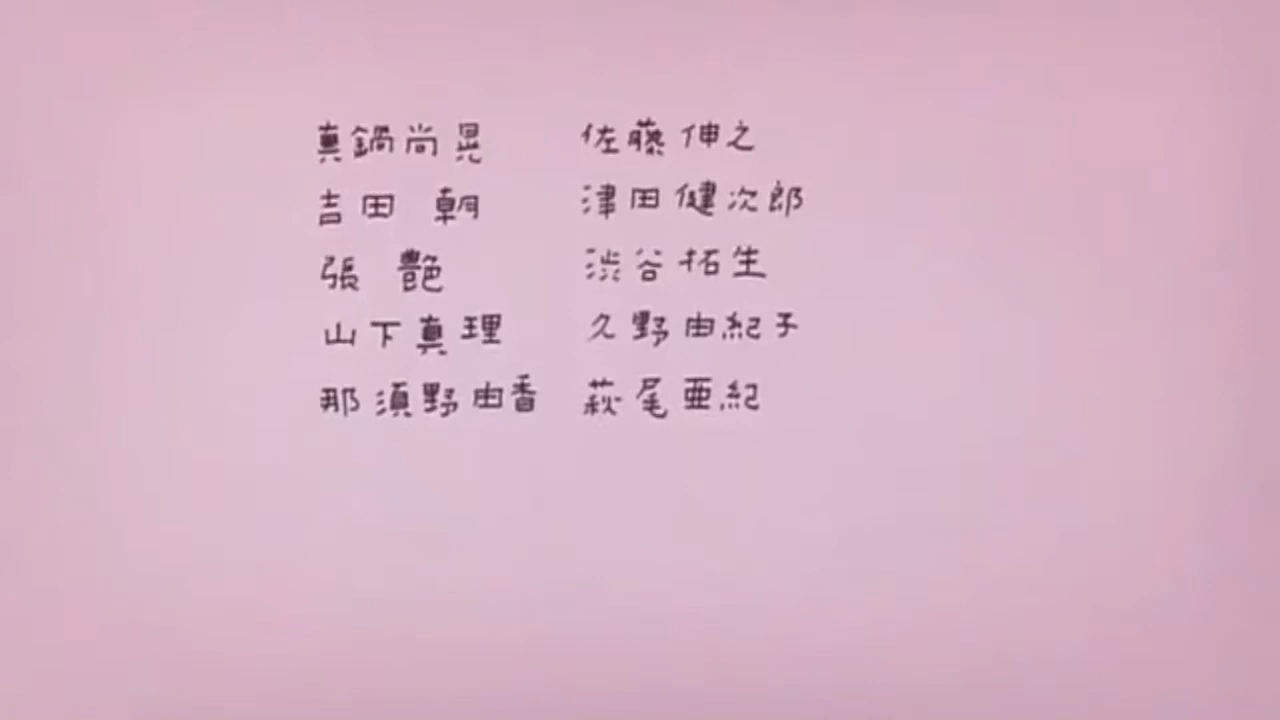 真鍋尚晃 佐藤伸之
吉田 朝 津田健次郎
張 艶 渋谷拓生
山下真理 久野由紀子
那須野由香 萩尾亜紀